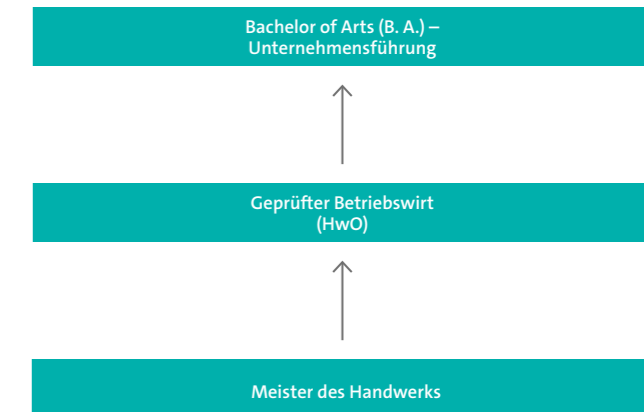 Bachelor of Arts (B. A.) –
Unternehmensführung
Geprüfter Betriebswirt
(HwO)
Meister des Handwerks